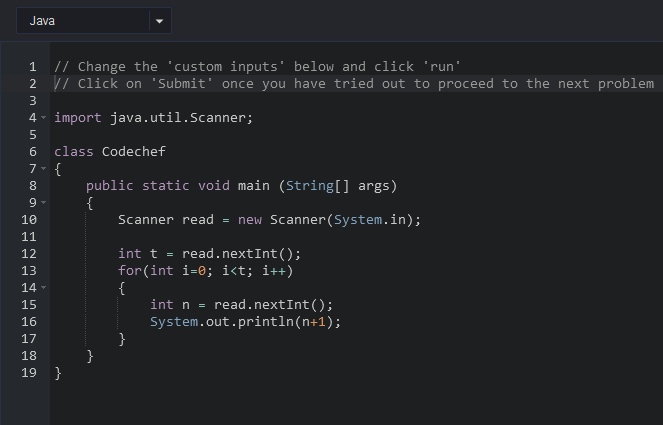 Java
1 // Change the 'custom inputs' below and click 'run'
2 // Click on 'Submit' once you have tried out to proceed to the next problem
3
4 import java.util.Scanner;
5
6 class Codechef
7 {
8     public static void main (String[] args)
9     {
10         Scanner read = new Scanner(System.in);
11
12         int t = read.nextInt();
13         for(int i=0; i<t; i++)
14         {
15             int n = read.nextInt();
16             System.out.println(n+1);
17         }
18     }
19 }